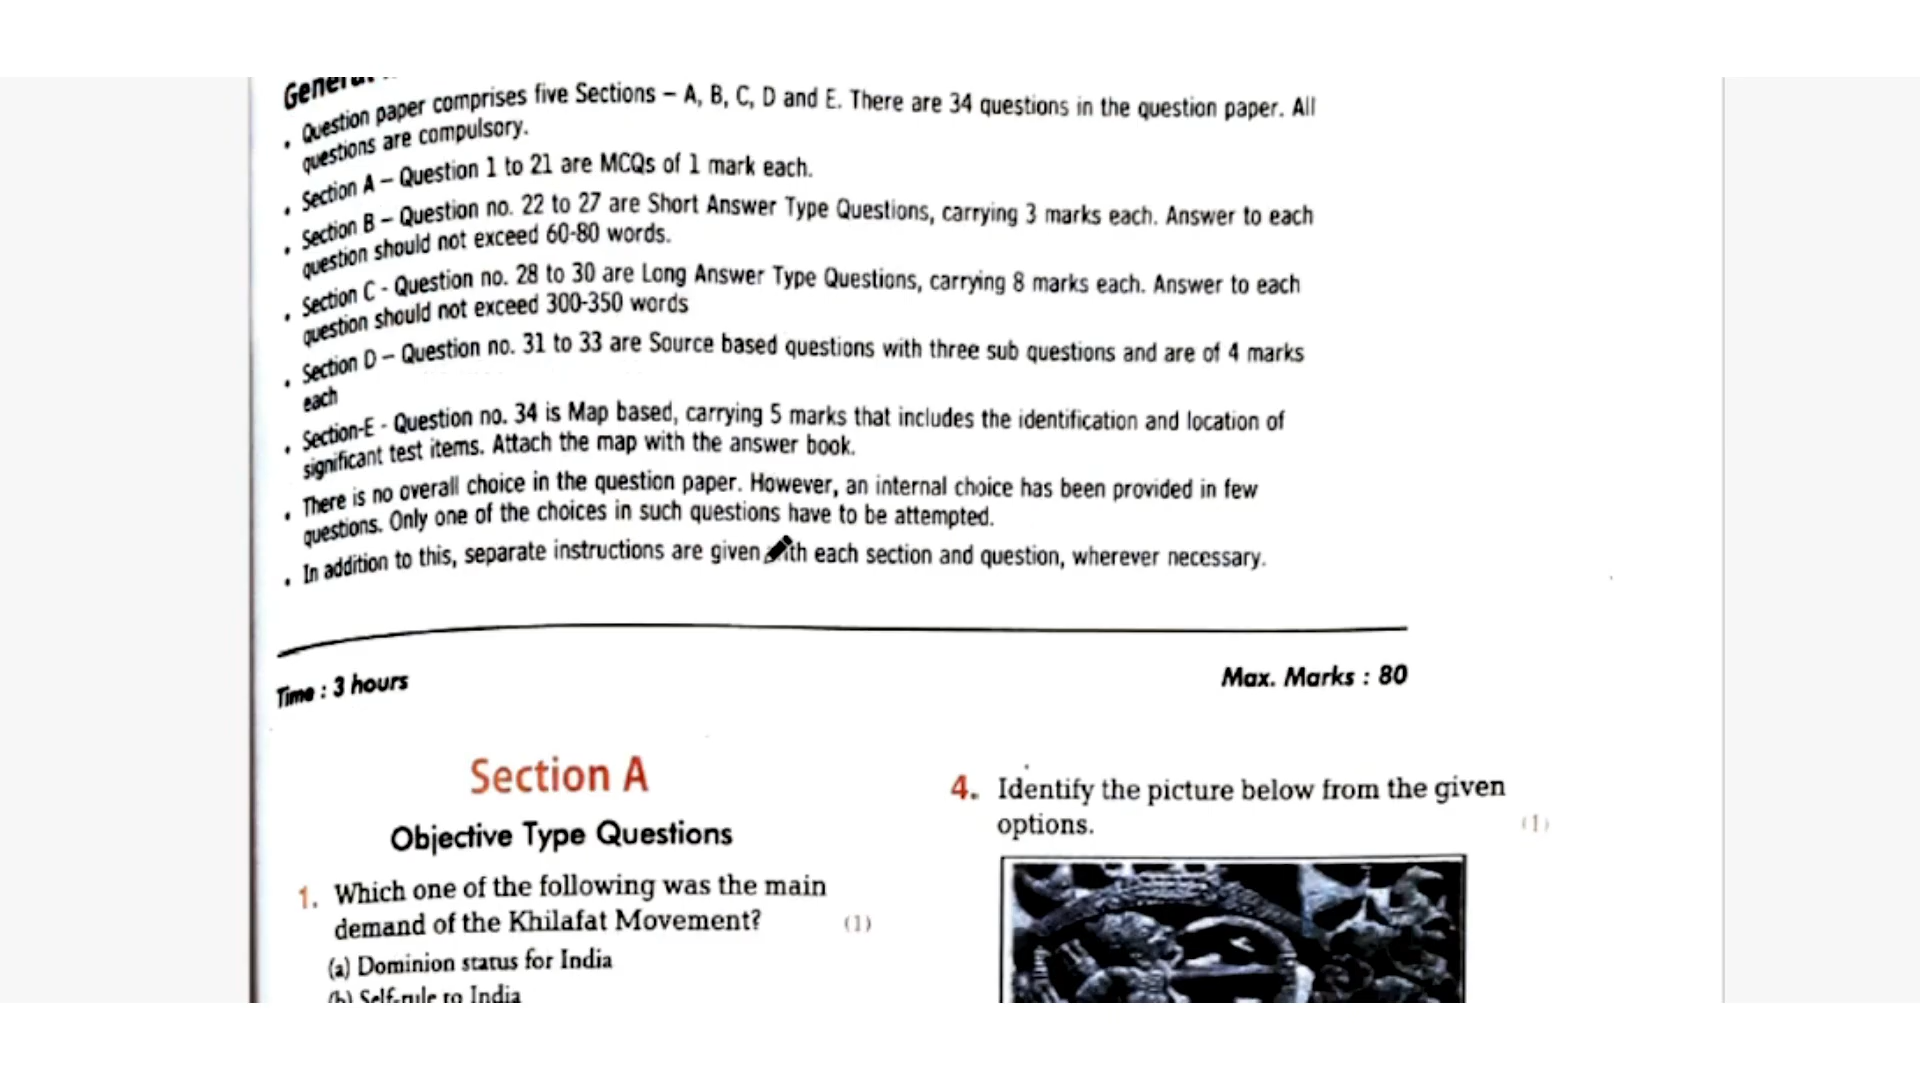 General
• Question paper comprises five Sections – A, B, C, D and E. There are 34 questions in the question paper. All
questions are compulsory.
• Section A – Question 1 to 21 are MCQs of 1 mark each.
• Section B – Question no. 22 to 27 are Short Answer Type Questions, carrying 3 marks each. Answer to each
question should not exceed 60-80 words.
• Section C - Question no. 28 to 30 are Long Answer Type Questions, carrying 8 marks each. Answer to each
question should not exceed 300-350 words
• Section D – Question no. 31 to 33 are Source based questions with three sub questions and are of 4 marks
each
• Section-E - Question no. 34 is Map based, carrying 5 marks that includes the identification and location of
significant test items. Attach the map with the answer book.
• There is no overall choice in the question paper. However, an internal choice has been provided in few
questions. Only one of the choices in such questions have to be attempted.
• In addition to this, separate instructions are given with each section and question, wherever necessary.
Time : 3 hours
Max. Marks : 80
Section A
Objective Type Questions
1. Which one of the following was the main
demand of the Khilafat Movement? (1)
(a) Dominion status for India
(b) Self-rule to India
4. Identify the picture below from the given
options. (1)